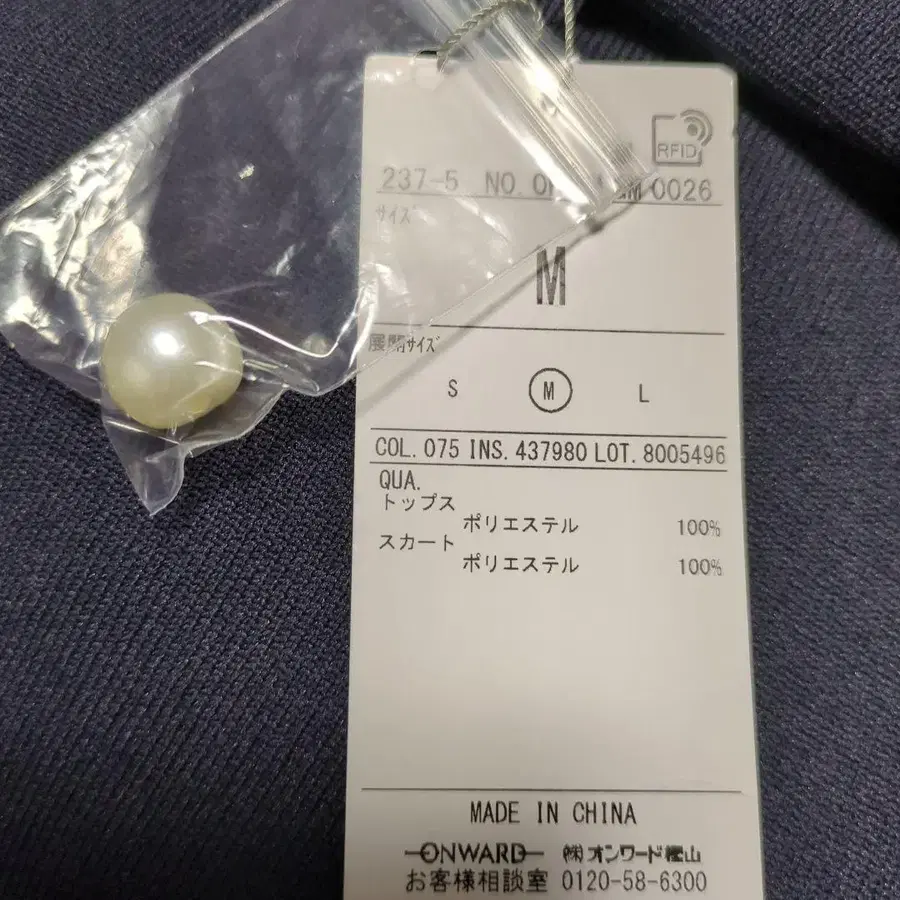 RFID
237-5 NO. 0026
サイズ
M
展開サイズ
S M L
COL. 075 INS. 437980 LOT. 8005496
QUA.
トップス
ポリエステル 100%
スカート
ポリエステル 100%
MADE IN CHINA
ONWARD ㈱オンワード樫山
お客様相談室 0120-58-6300